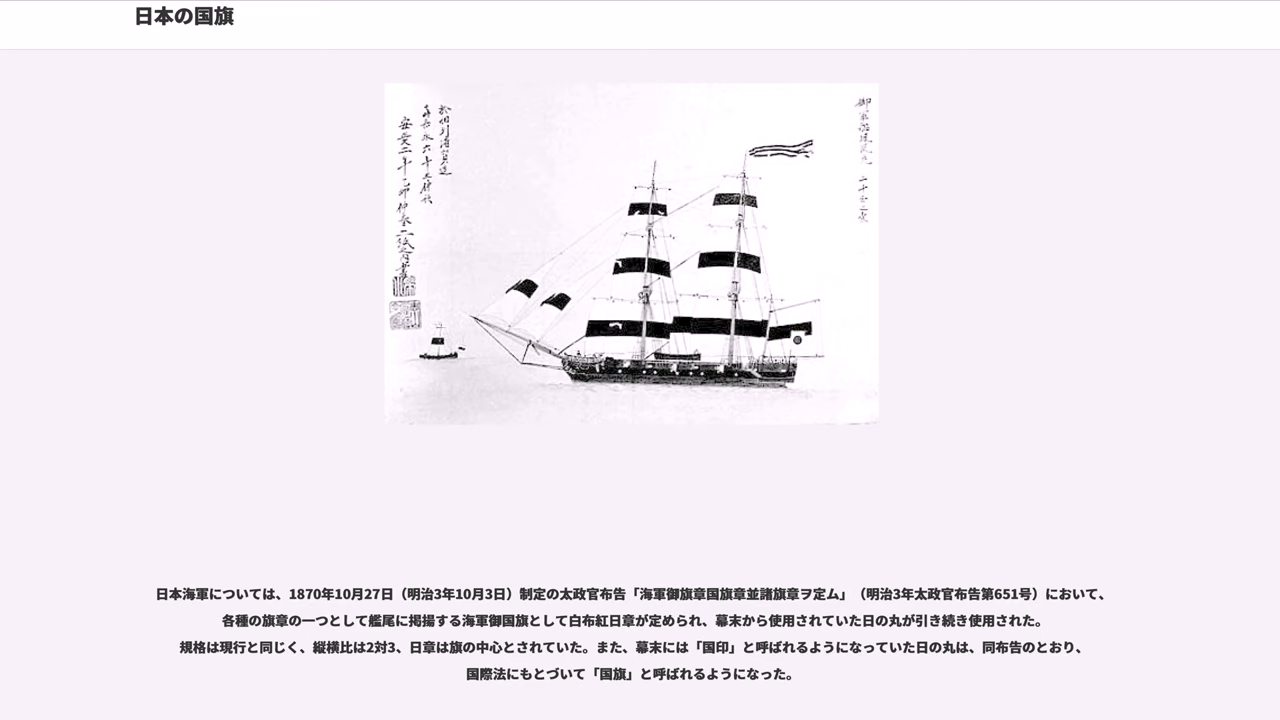 日本の国旗
日本海軍については、1870年10月27日（明治3年10月3日）制定の太政官布告「海軍御旗章国旗章並諸旗章ヲ定ム」（明治3年太政官布告第651号）において、
各種の旗章の一つとして艦尾に掲揚する海軍御国旗として白布紅日章が定められ、幕末から使用されていた日の丸が引き続き使用された。
規格は現行と同じく、縦横比は2対3、日章は旗の中心とされていた。また、幕末には「国印」と呼ばれるようになっていた日の丸は、同布告のとおり、
国際法にもとづいて「国旗」と呼ばれるようになった。